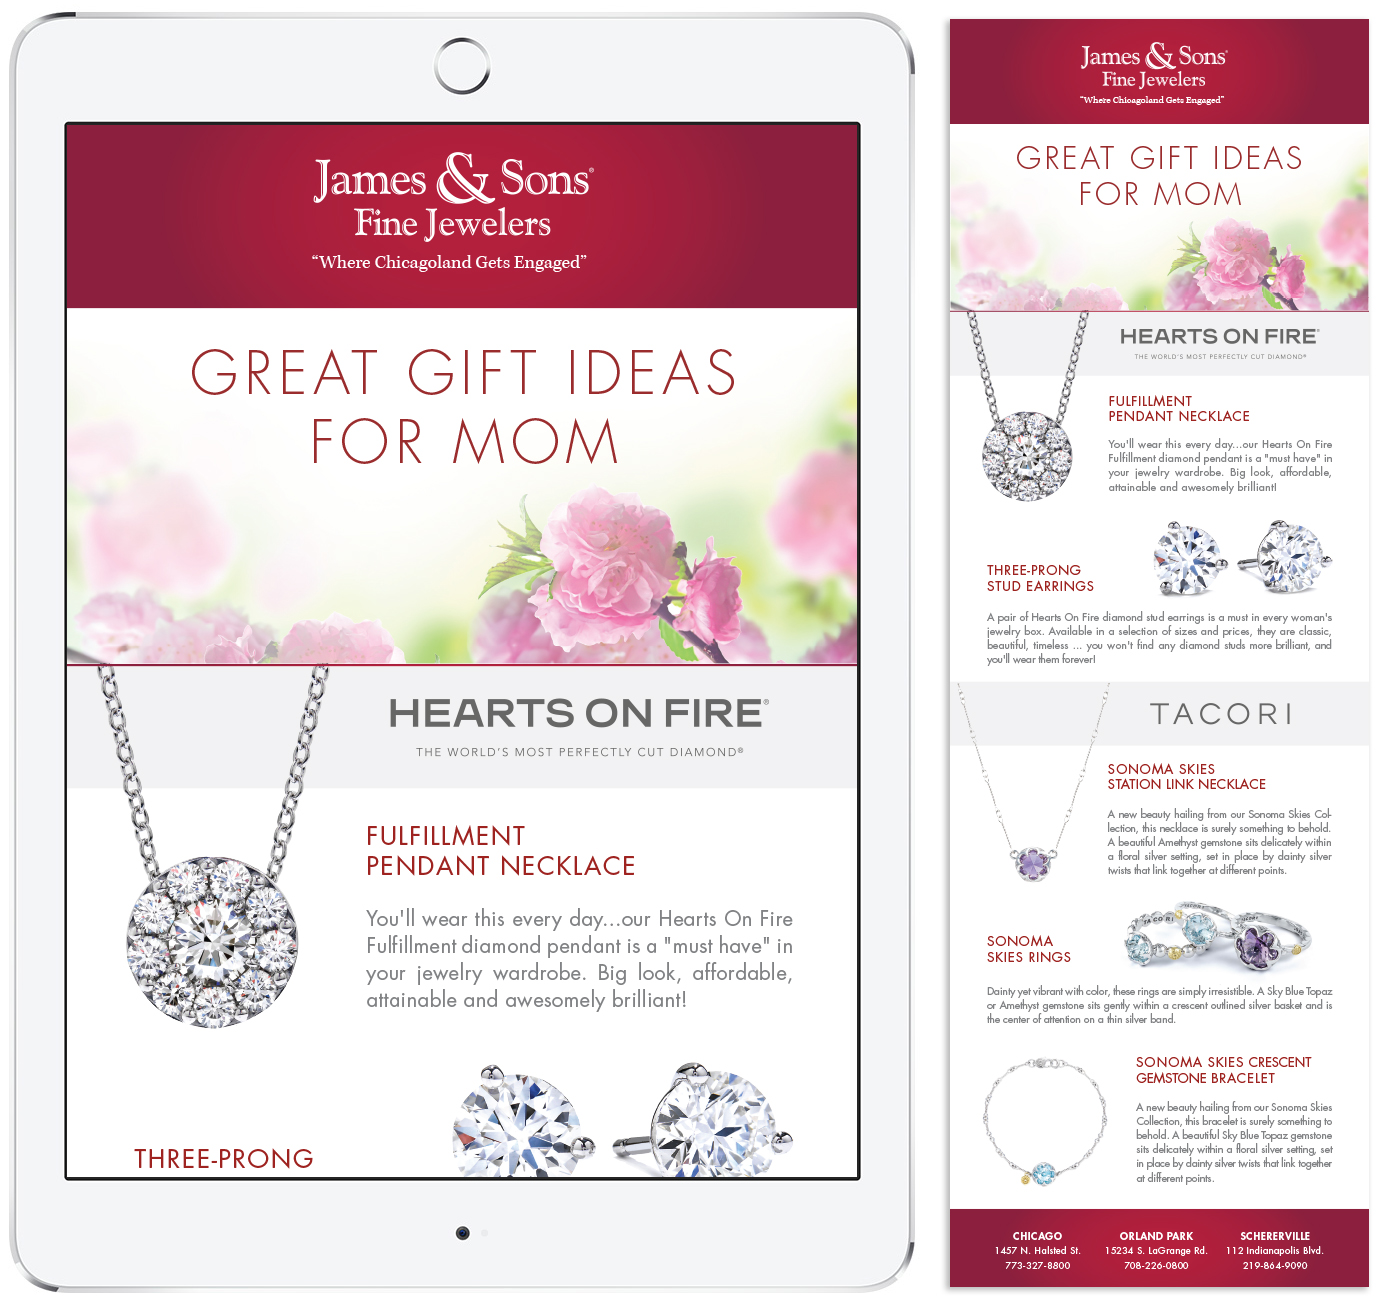 James & Sons®
Fine Jewelers
“Where Chicagoland Gets Engaged”
GREAT GIFT IDEAS
FOR MOM
HEARTS ON FIRE®
THE WORLD'S MOST PERFECTLY CUT DIAMOND®
FULFILLMENT
PENDANT NECKLACE
You'll wear this every day...our Hearts On Fire
Fulfillment diamond pendant is a "must have" in
your jewelry wardrobe. Big look, affordable,
attainable and awesomely brilliant!
THREE-PRONG
James & Sons®
Fine Jewelers
“Where Chicagoland Gets Engaged”
GREAT GIFT IDEAS
FOR MOM
HEARTS ON FIRE®
THE WORLD'S MOST PERFECTLY CUT DIAMOND®
FULFILLMENT
PENDANT NECKLACE
You'll wear this every day...our Hearts On Fire
Fulfillment diamond pendant is a "must have" in
your jewelry wardrobe. Big look, affordable,
attainable and awesomely brilliant!
THREE-PRONG
STUD EARRINGS
A pair of Hearts On Fire diamond stud earrings is a must in every woman's
jewelry box. Available in a selection of sizes and prices, they are classic,
beautiful, timeless ... you won't find any diamond studs more brilliant, and
you'll wear them forever!
TACORI
SONOMA SKIES
STATION LINK NECKLACE
A new beauty hailing from our Sonoma Skies Col-
lection, this necklace is surely something to behold.
A beautiful Amethyst gemstone sits delicately within
a floral silver setting, set in place by dainty silver
twists that link together at different points.
TACORI
SONOMA
SKIES RINGS
Dainty yet vibrant with color, these rings are simply irresistible. A Sky Blue Topaz
or Amethyst gemstone sits gently within a crescent outlined silver basket and is
the center of attention on a thin silver band.
SONOMA SKIES CRESCENT
GEMSTONE BRACELET
A new beauty hailing from our Sonoma Skies
Collection, this bracelet is surely something to
behold. A beautiful Sky Blue Topaz gemstone
sits delicately within a floral silver setting, set
in place by dainty silver twists that link together
at different points.
CHICAGO
1457 N. Halsted St.
773-327-8800
ORLAND PARK
15234 S. LaGrange Rd.
708-226-0800
SCHERERVILLE
112 Indianapolis Blvd.
219-864-9090